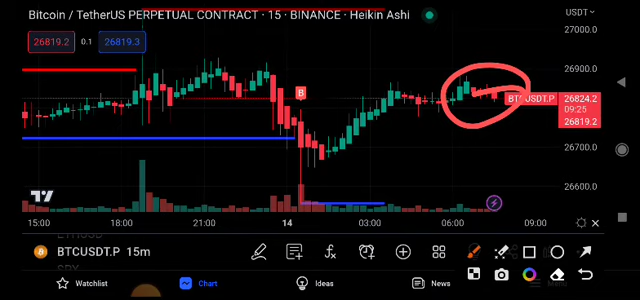 Bitcoin / TetherUS PERPETUAL CONTRACT · 15 · BINANCE · Heikin Ashi
USDT
26819.2 0.1 26819.3
27000.0
26900.0
B
BTCUSDT.P 26824.2
09:25
26819.2
26700.0
26600.0
15:00 18:00 21:00 14 03:00 06:00 09:00
BTCUSDT.P 15m
Watchlist Chart Ideas News Menu